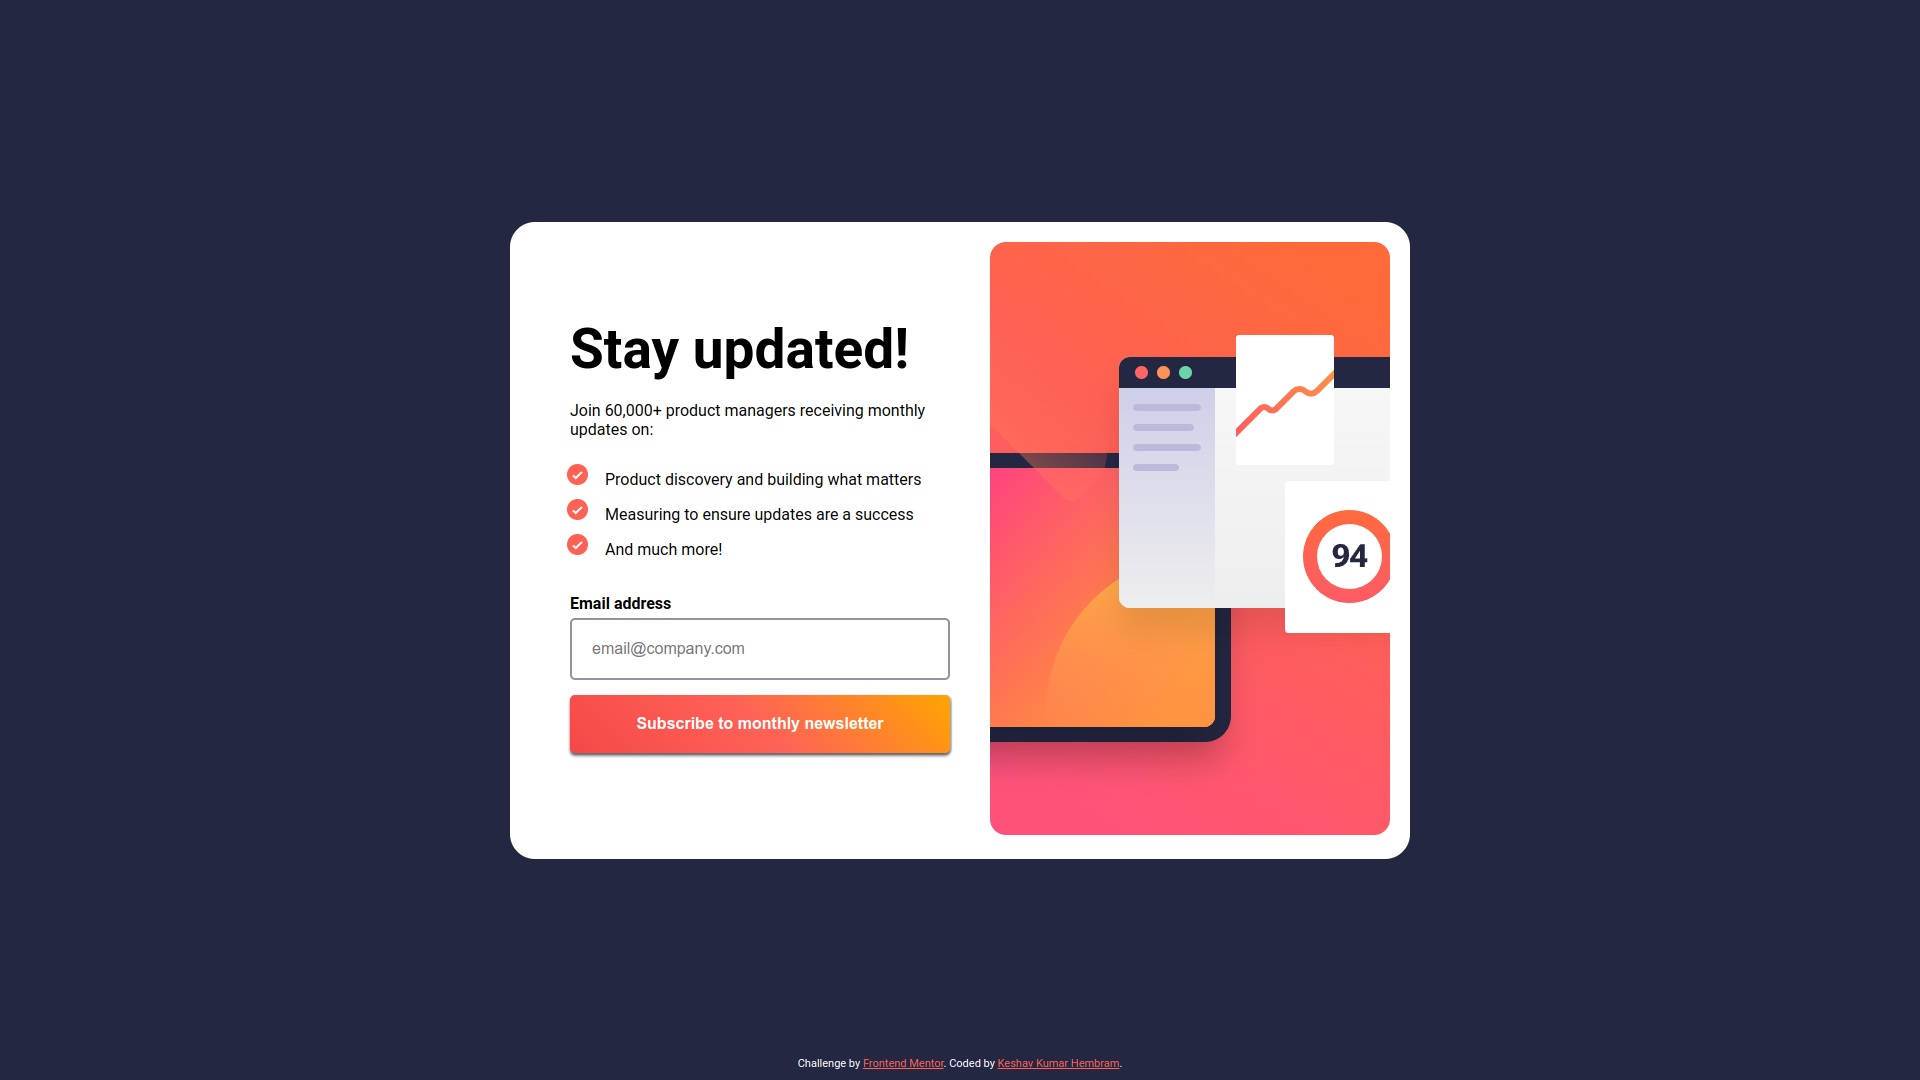 Stay updated!
Join 60,000+ product managers receiving monthly
updates on:
Product discovery and building what matters
Measuring to ensure updates are a success
And much more!
Email address
email@company.com
Subscribe to monthly newsletter
94
Challenge by Frontend Mentor. Coded by Keshav Kumar Hembram.